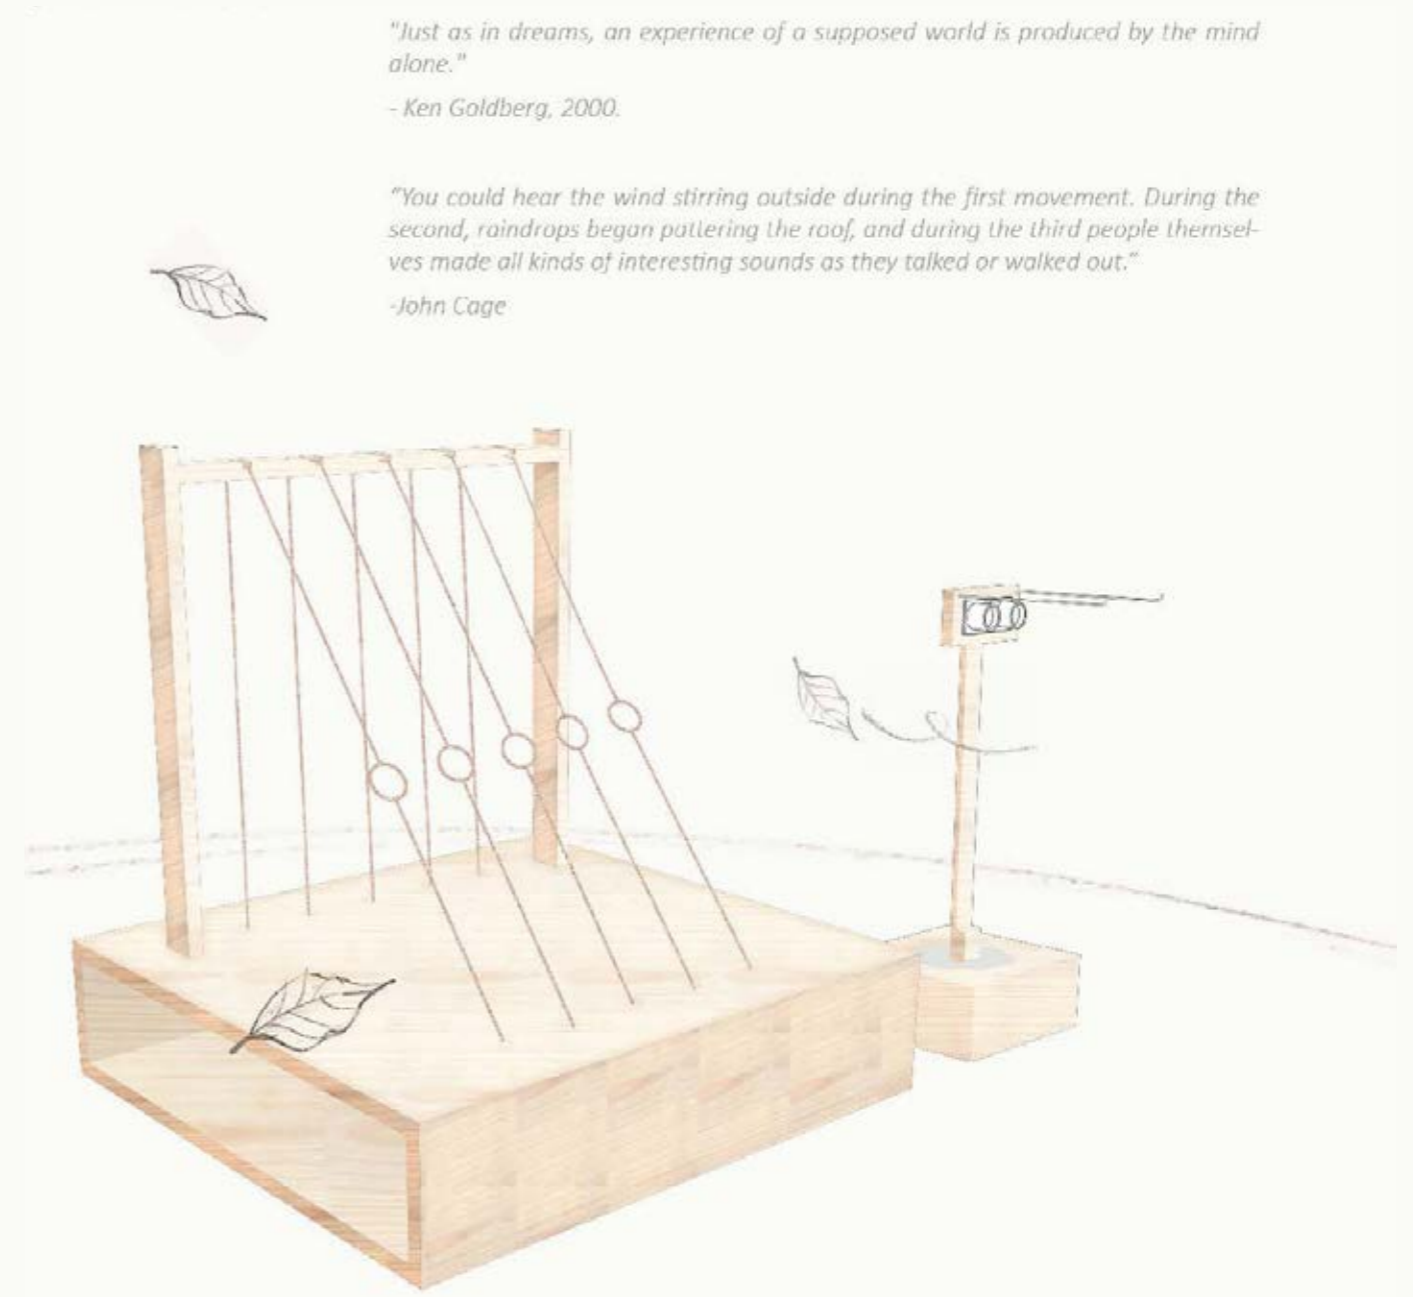 "Just as in dreams, an experience of a supposed world is produced by the mind
alone."
- Ken Goldberg, 2000.
"You could hear the wind stirring outside during the first movement. During the
second, raindrops began pattering the roof, and during the third people themsel-
ves made all kinds of interesting sounds as they talked or walked out."
-John Cage